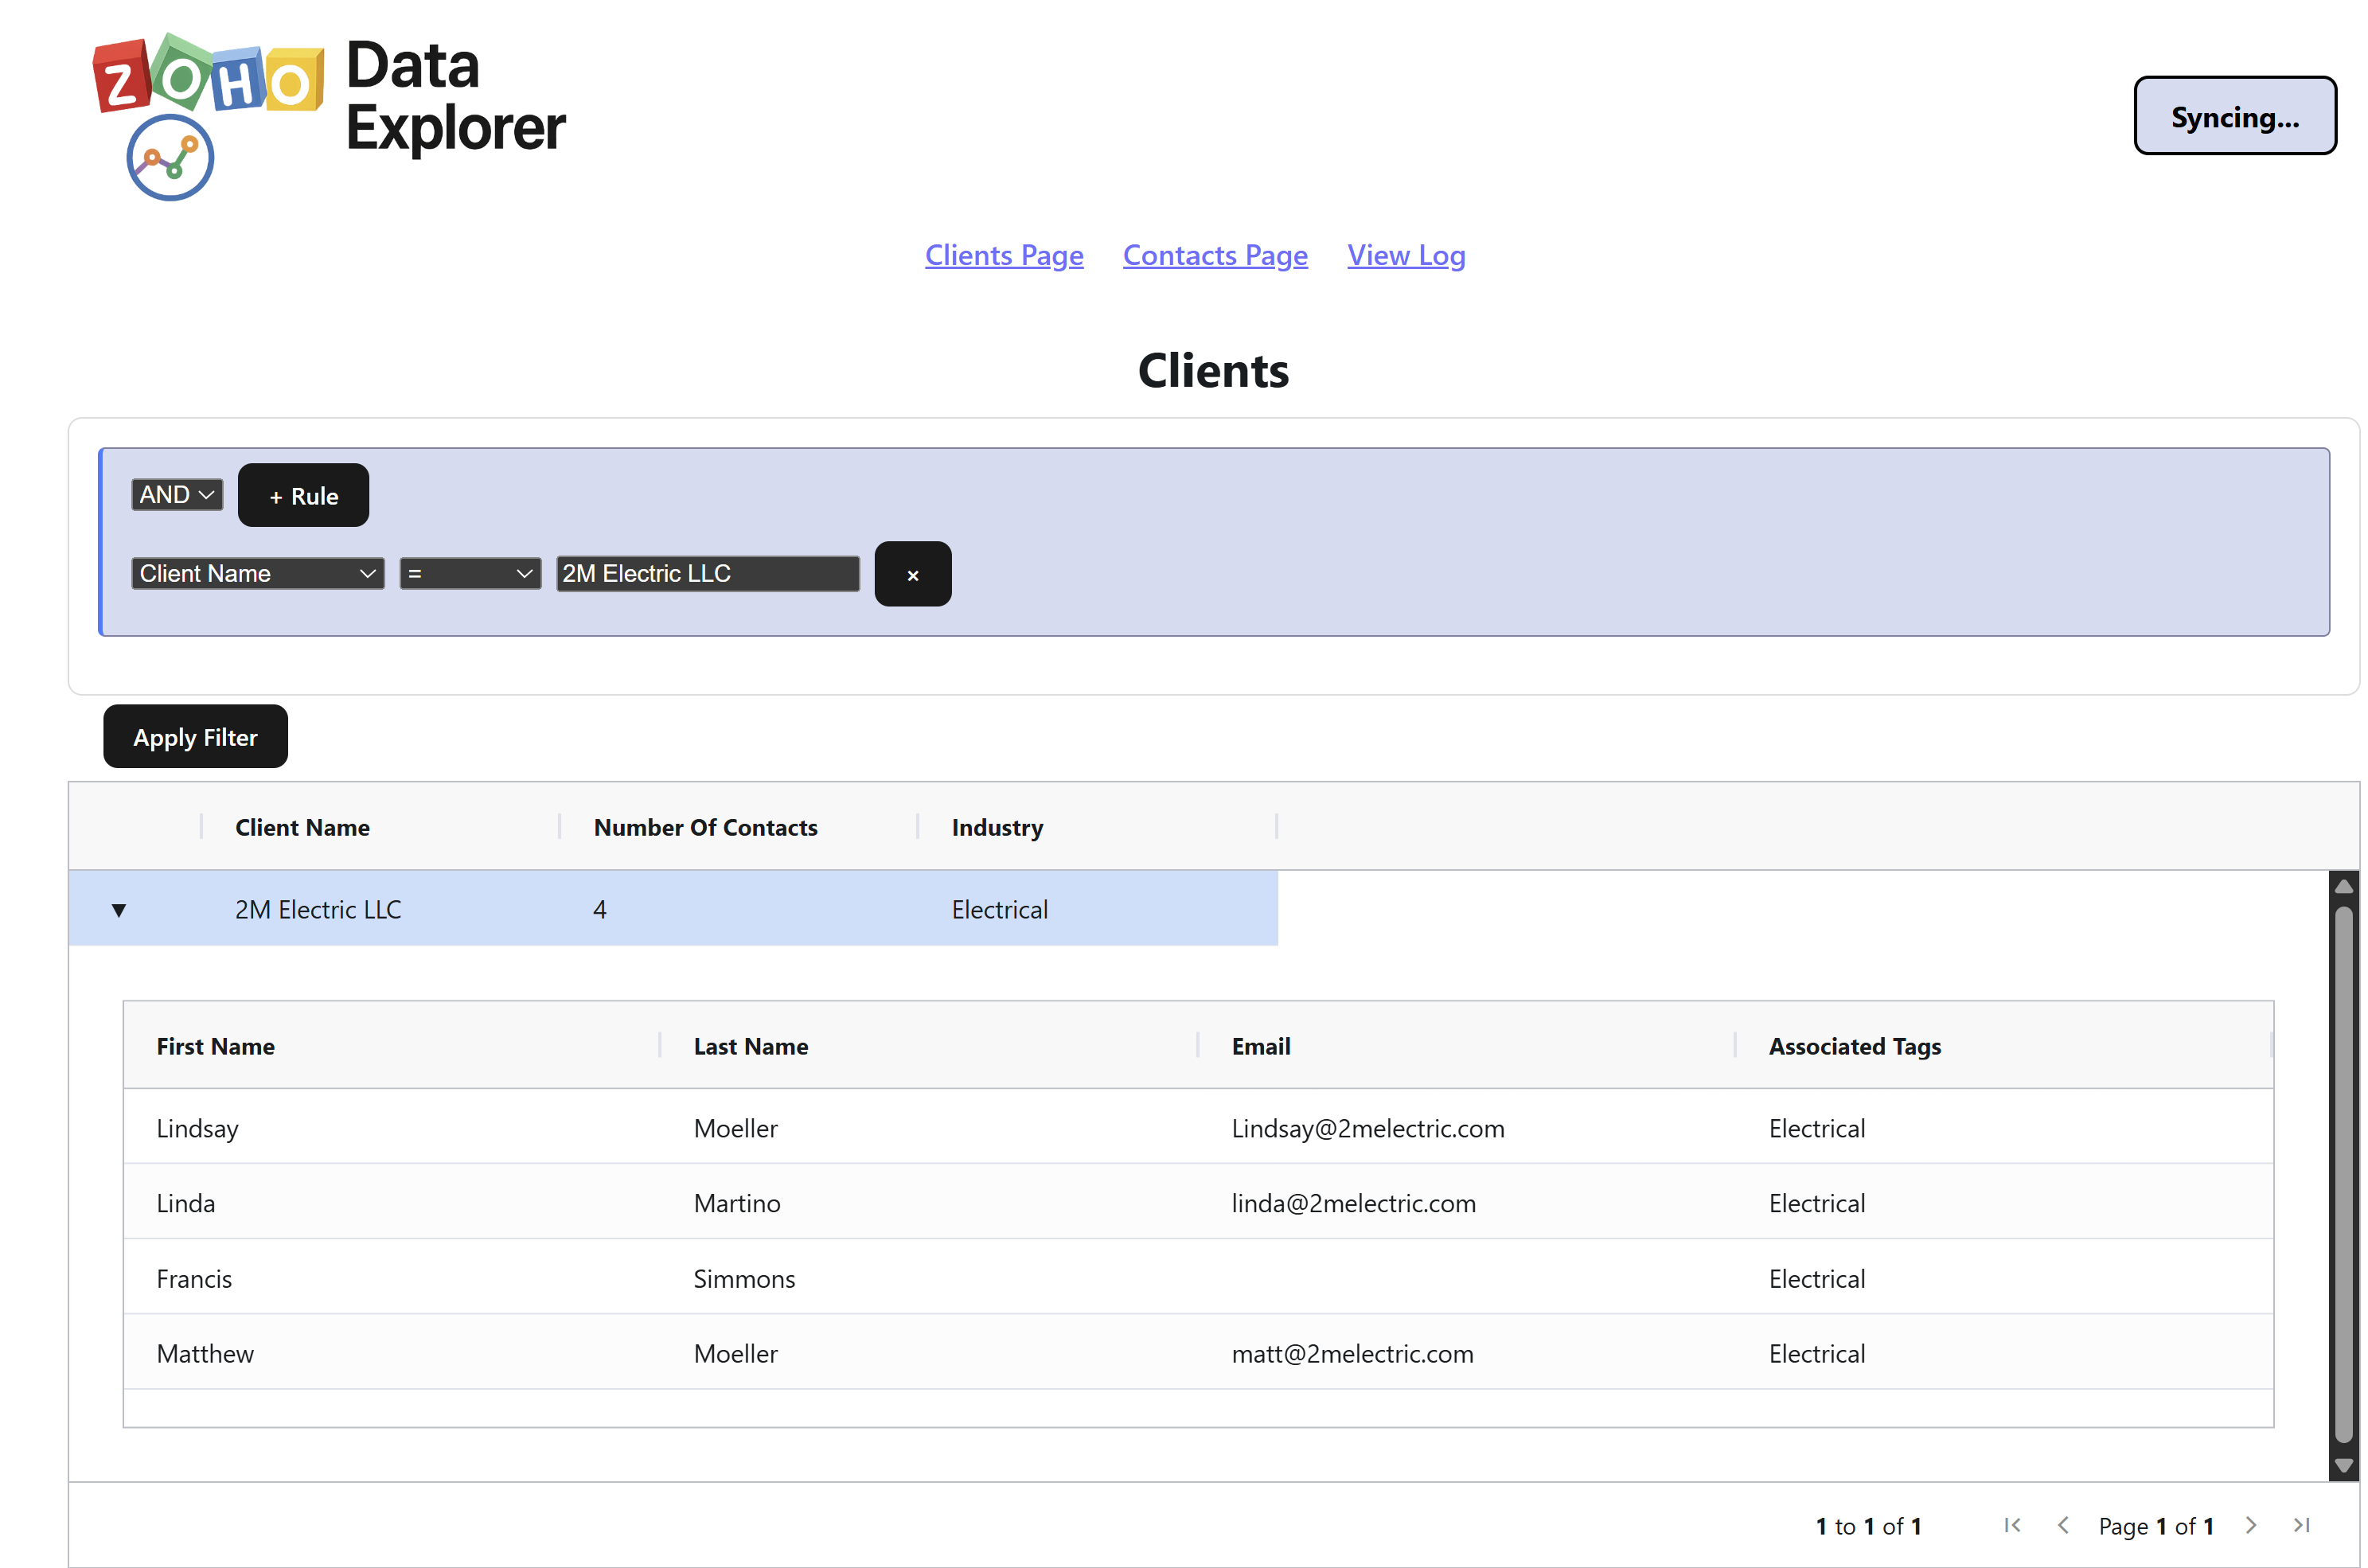 ZOHO Data
Explorer
Syncing...
Clients Page Contacts Page View Log
Clients
AND + Rule
Client Name = 2M Electric LLC ×
Apply Filter
Client Name Number Of Contacts Industry
▼ 2M Electric LLC 4 Electrical
First Name Last Name Email Associated Tags
Lindsay Moeller Lindsay@2melectric.com Electrical
Linda Martino linda@2melectric.com Electrical
Francis Simmons Electrical
Matthew Moeller matt@2melectric.com Electrical
1 to 1 of 1 Page 1 of 1